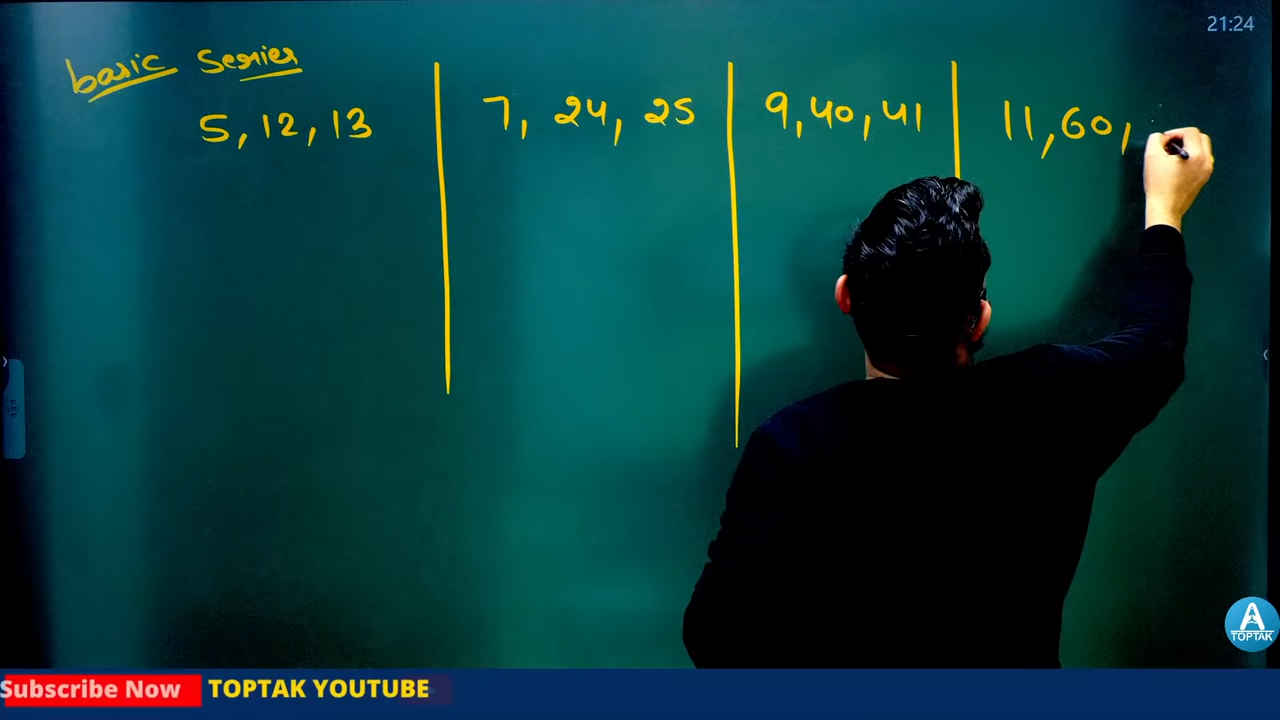 21:24
basic series
5, 12, 13
7, 24, 25
9, 40, 41
11, 60,
A
TOPTAK
Subscribe Now
TOPTAK YOUTUBE